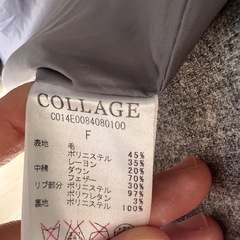 COLLAGE
C014E0084080100
F
表地 毛 45%
ポリエステル 35%
レーヨン 20%
中綿 ダウン 70%
フェザー 30%
リブ部分 ポリエステル 97%
ポリウレタン 3%
裏地 ポリエステル 100%